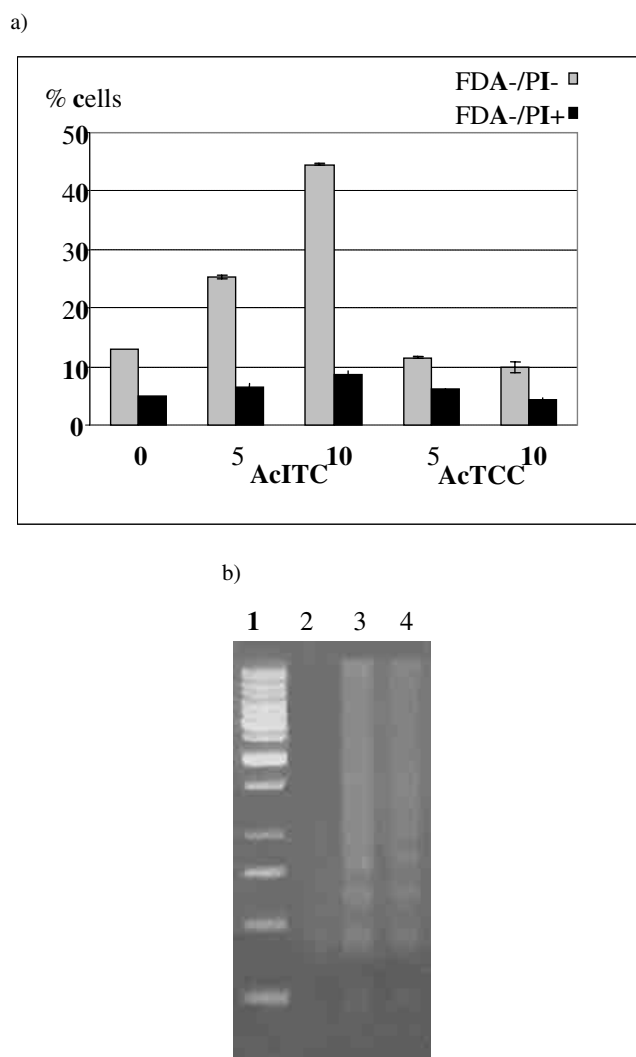 a)
FDA-/PI-
% cells
FDA-/PI+
50
40
30
20
10
0
0 5 10 5 10
AcITC AcTCC
b)
1 2 3 4